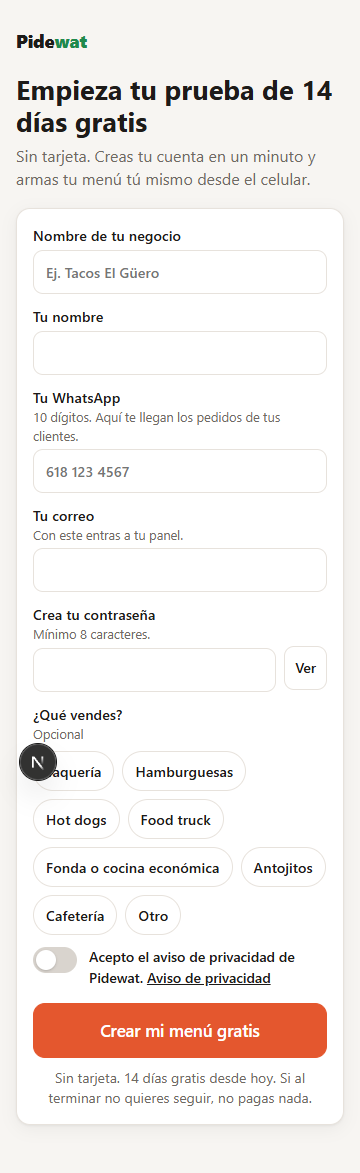 Pidewat
Empieza tu prueba de 14
días gratis
Sin tarjeta. Creas tu cuenta en un minuto y
armas tu menú tú mismo desde el celular.
Nombre de tu negocio
Ej. Tacos El Güero
Tu nombre
Tu WhatsApp
10 dígitos. Aquí te llegan los pedidos de tus
clientes.
618 123 4567
Tu correo
Con este entras a tu panel.
Crea tu contraseña
Mínimo 8 caracteres.
Ver
¿Qué vendes?
Opcional
N
aquería
Hamburguesas
Hot dogs
Food truck
Fonda o cocina económica
Antojitos
Cafetería
Otro
Acepto el aviso de privacidad de
Pidewat. Aviso de privacidad
Crear mi menú gratis
Sin tarjeta. 14 días gratis desde hoy. Si al
terminar no quieres seguir, no pagas nada.